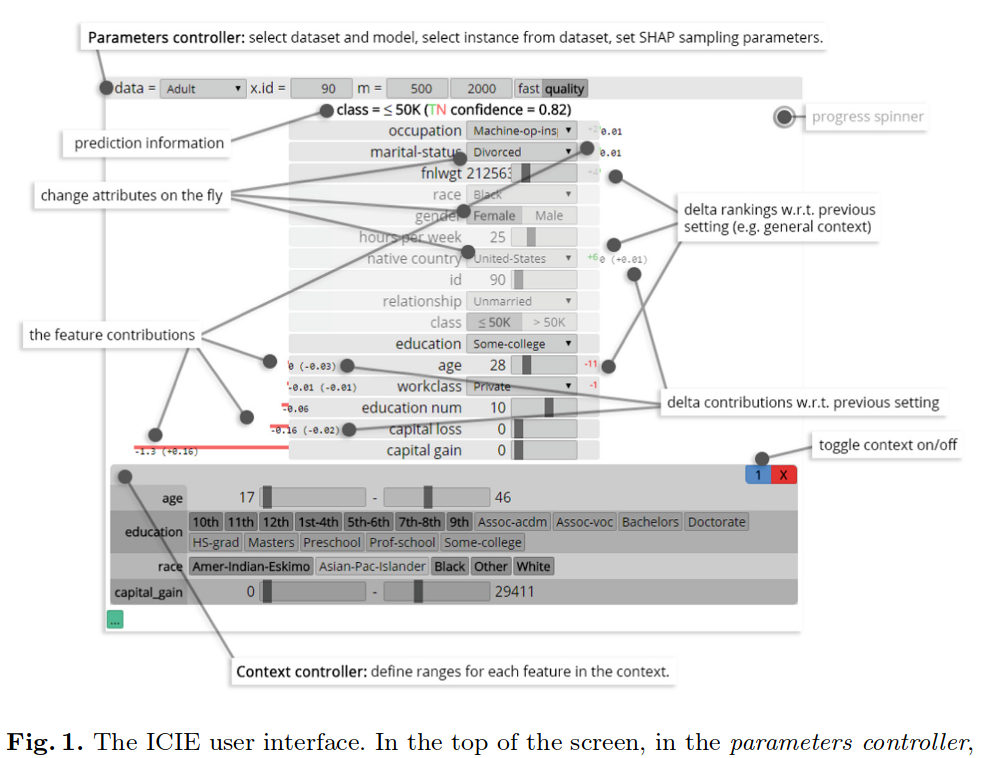 Parameters controller: select dataset and model, select instance from dataset, set SHAP sampling parameters.
data = Adult x.id = 90 m = 500 2000 fast quality
class = ≤ 50K (TN confidence = 0.82)
progress spinner
prediction information
occupation Machine-op-ins 0.01
marital-status Divorced 0.01
change attributes on the fly
fnlwgt 212563
race Black
delta rankings w.r.t. previous
setting (e.g. general context)
gender Female Male
hours per week 25
native country United-States +6 0 (+0.01)
id 90
relationship Unmarried
the feature contributions
class ≤ 50K > 50K
education Some-college
0 (-0.03) age 28 -11
-0.01 (-0.01) workclass Private -1
delta contributions w.r.t. previous setting
-0.06 education num 10
-0.16 (-0.02) capital loss 0
toggle context on/off
-1.3 (+0.16) capital gain 0
1 X
age 17 - 46
education 10th 11th 12th 1st-4th 5th-6th 7th-8th 9th Assoc-acdm Assoc-voc Bachelors Doctorate
HS-grad Masters Preschool Prof-school Some-college
race Amer-Indian-Eskimo Asian-Pac-Islander Black Other White
capital_gain 0 - 29411
...
Context controller: define ranges for each feature in the context.
Fig. 1. The ICIE user interface. In the top of the screen, in the parameters controller,